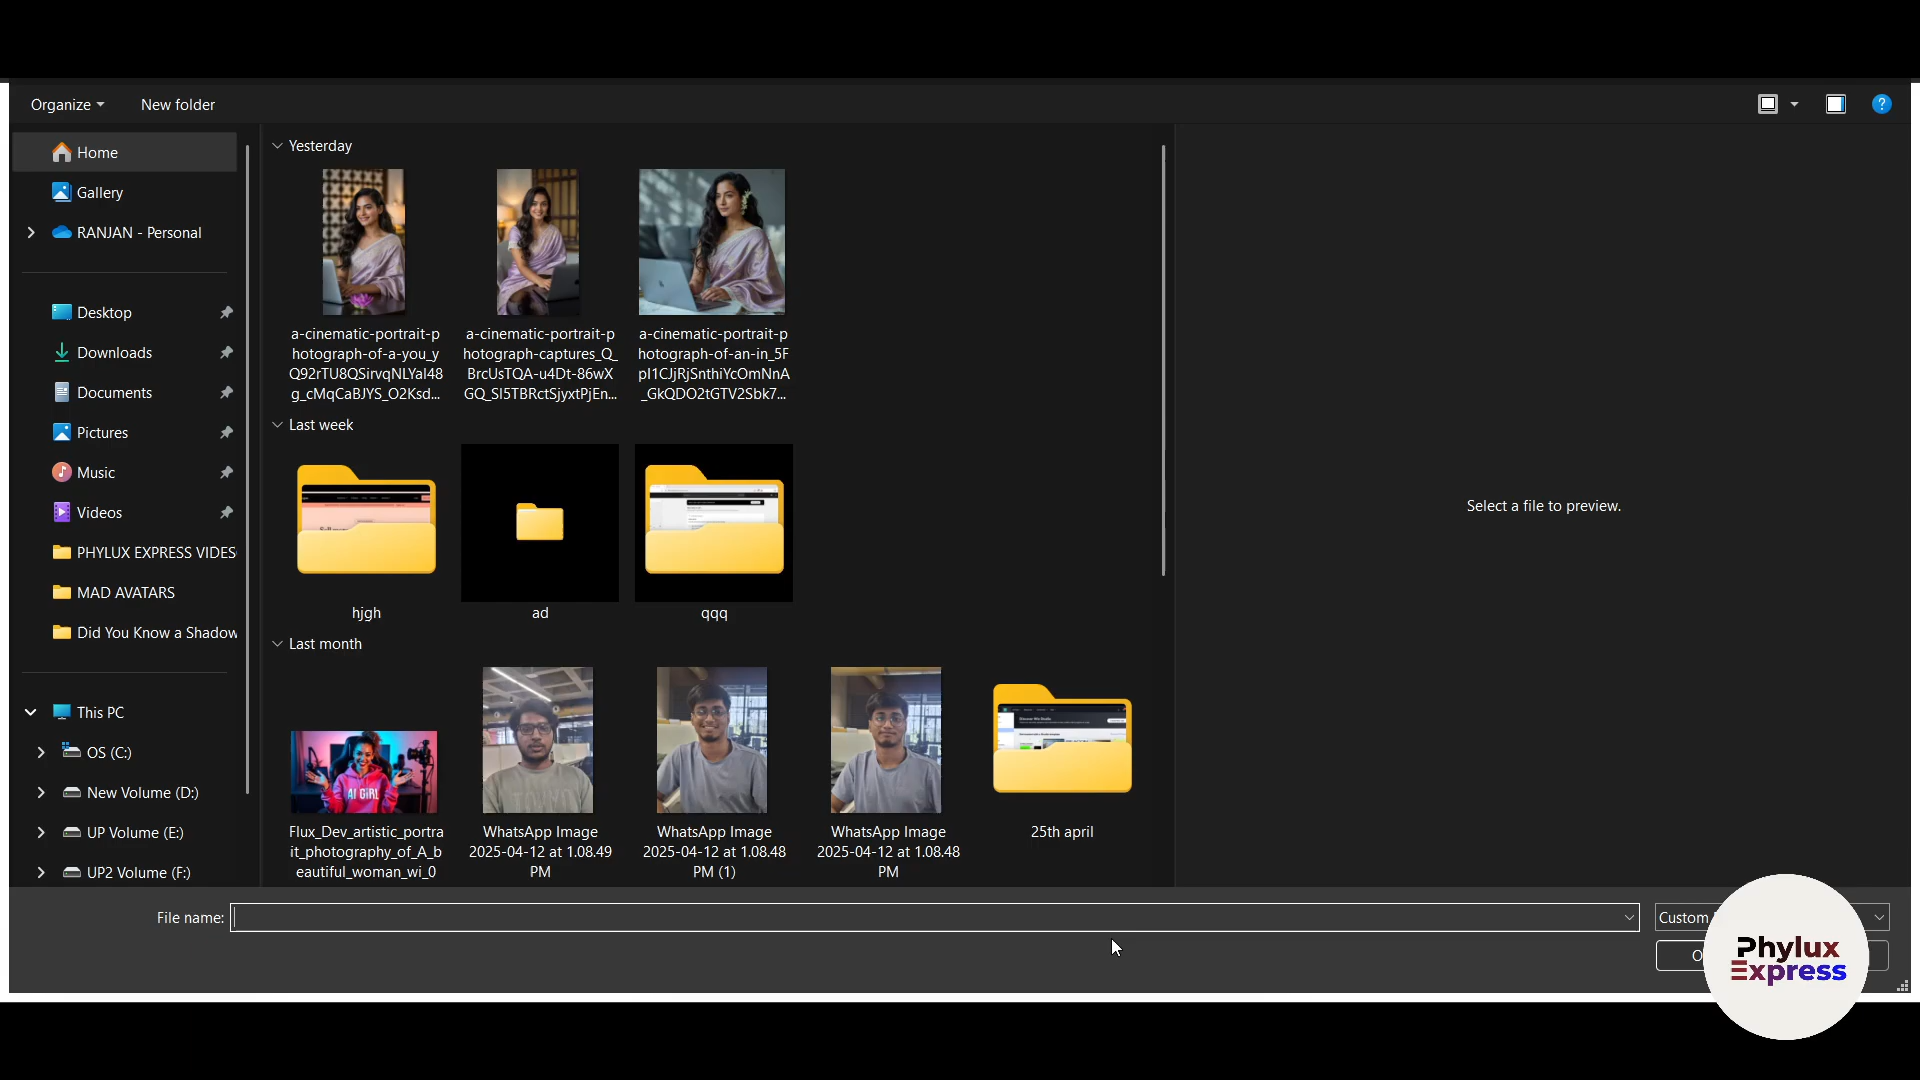 Organize
New folder
Home
Gallery
RANJAN - Personal
Desktop
Downloads
Documents
Pictures
Music
Videos
PHYLUX EXPRESS VIDES
MAD AVATARS
Did You Know a Shadow
This PC
OS (C:)
New Volume (D:)
UP Volume (E:)
UP2 Volume (F:)
Yesterday
a-cinematic-portrait-p
hotograph-of-a-you_y
Q92rTU8QSirvqNLYal48
g_cMqCaBJYS_O2Ksd...
a-cinematic-portrait-p
hotograph-captures_Q_
BrcUsTQA-u4Dt-86wX
GQ_SI5TBRctSjyxtPjEn...
a-cinematic-portrait-p
hotograph-of-an-in_5F
pl1CJjRjSnthiYcOmNnA
_GkQDO2tGTV2Sbk7...
Last week
hjgh
ad
qqq
Last month
AI GIRL
Flux_Dev_artistic_portra
it_photography_of_A_b
eautiful_woman_wi_0
WhatsApp Image
2025-04-12 at 1.08.49
PM
WhatsApp Image
2025-04-12 at 1.08.48
PM (1)
WhatsApp Image
2025-04-12 at 1.08.48
PM
25th april
Select a file to preview.
File name:
Custom
Phylux
Express